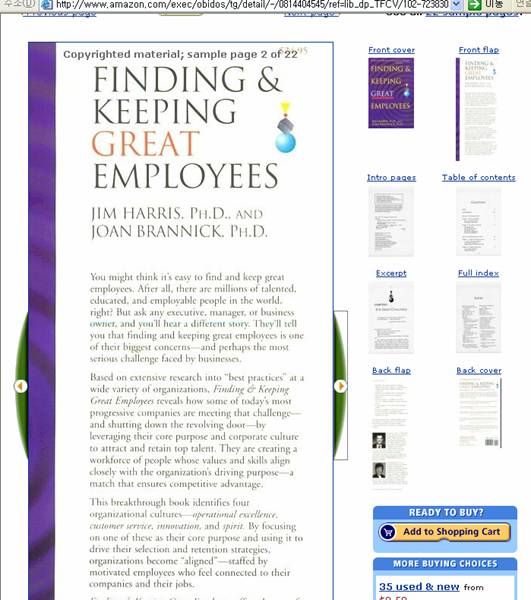 http://www.amazon.com/exec/obidos/tg/detail/-/0814404545/ref=lib_dp_TFCV/102-723830
이동
Previous page
Next page
See all 22 sample pages
Copyrighted material; sample page 2 of 22
FINDING &
KEEPING
GREAT
EMPLOYEES
JIM HARRIS, PH.D., AND
JOAN BRANNICK, PH.D.
You might think it's easy to find and keep great
employees. After all, there are millions of talented,
educated, and employable people in the world,
right? But ask any executive, manager, or business
owner, and you'll hear a different story. They'll tell
you that finding and keeping great employees is one
of their biggest concerns—and perhaps the most
serious challenge faced by businesses.
Based on extensive research into "best practices" at a
wide variety of organizations, Finding & Keeping
Great Employees reveals how some of today's most
progressive companies are meeting that challenge—
and shutting down the revolving door—by
leveraging their core purpose and corporate culture
to attract and retain top talent. They are creating a
workforce of people whose values and skills align
closely with the organization's driving purpose—a
match that ensures competitive advantage.
This breakthrough book identifies four
organizational cultures—operational excellence,
customer service, innovation, and spirit. By focusing
on one of these as their core purpose and using it to
drive their selection and retention strategies,
organizations become "aligned"—staffed by
motivated employees who feel connected to their
companies and their jobs.
Front cover
Front flap
FINDING &
KEEPING
GREAT
EMPLOYEES
Intro pages
Table of contents
Excerpt
Full index
Back flap
Back cover
READY TO BUY?
Add to Shopping Cart
MORE BUYING CHOICES
35 used & new from